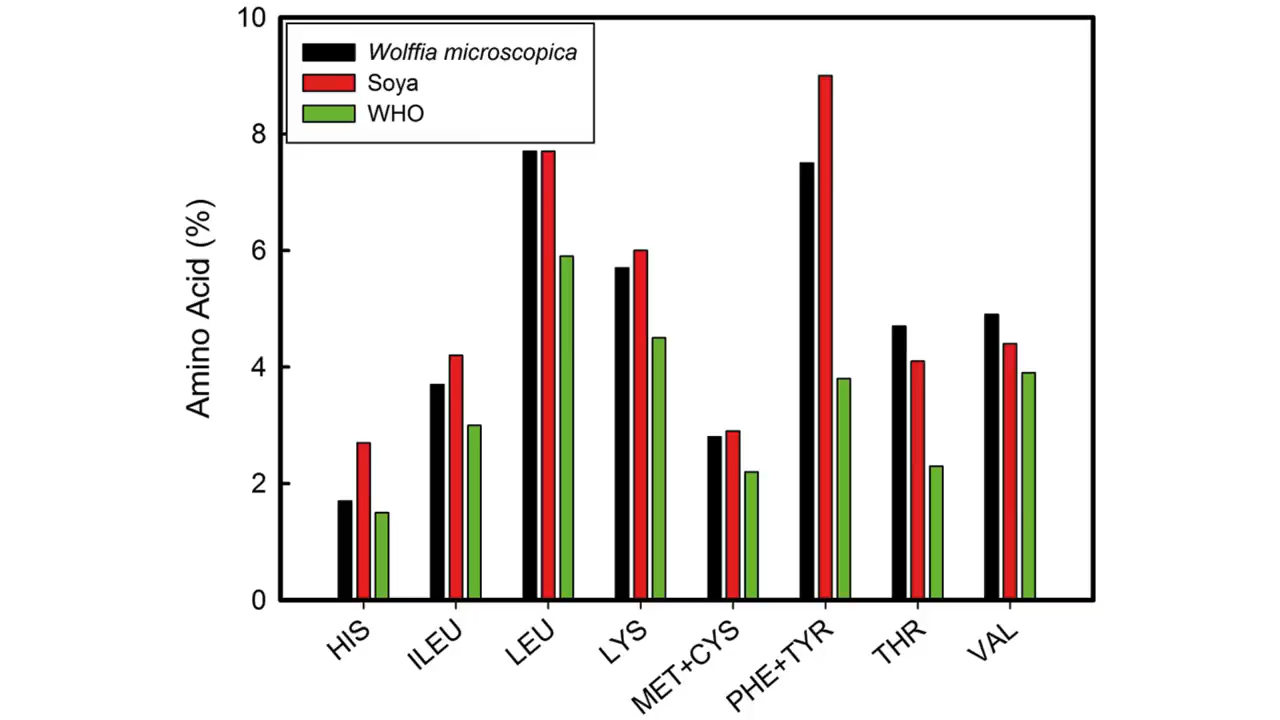 10
8
6
4
2
0
Amino Acid (%)
Wolffia microscopica
Soya
WHO
HIS
ILEU
LEU
LYS
MET+CYS
PHE+TYR
THR
VAL